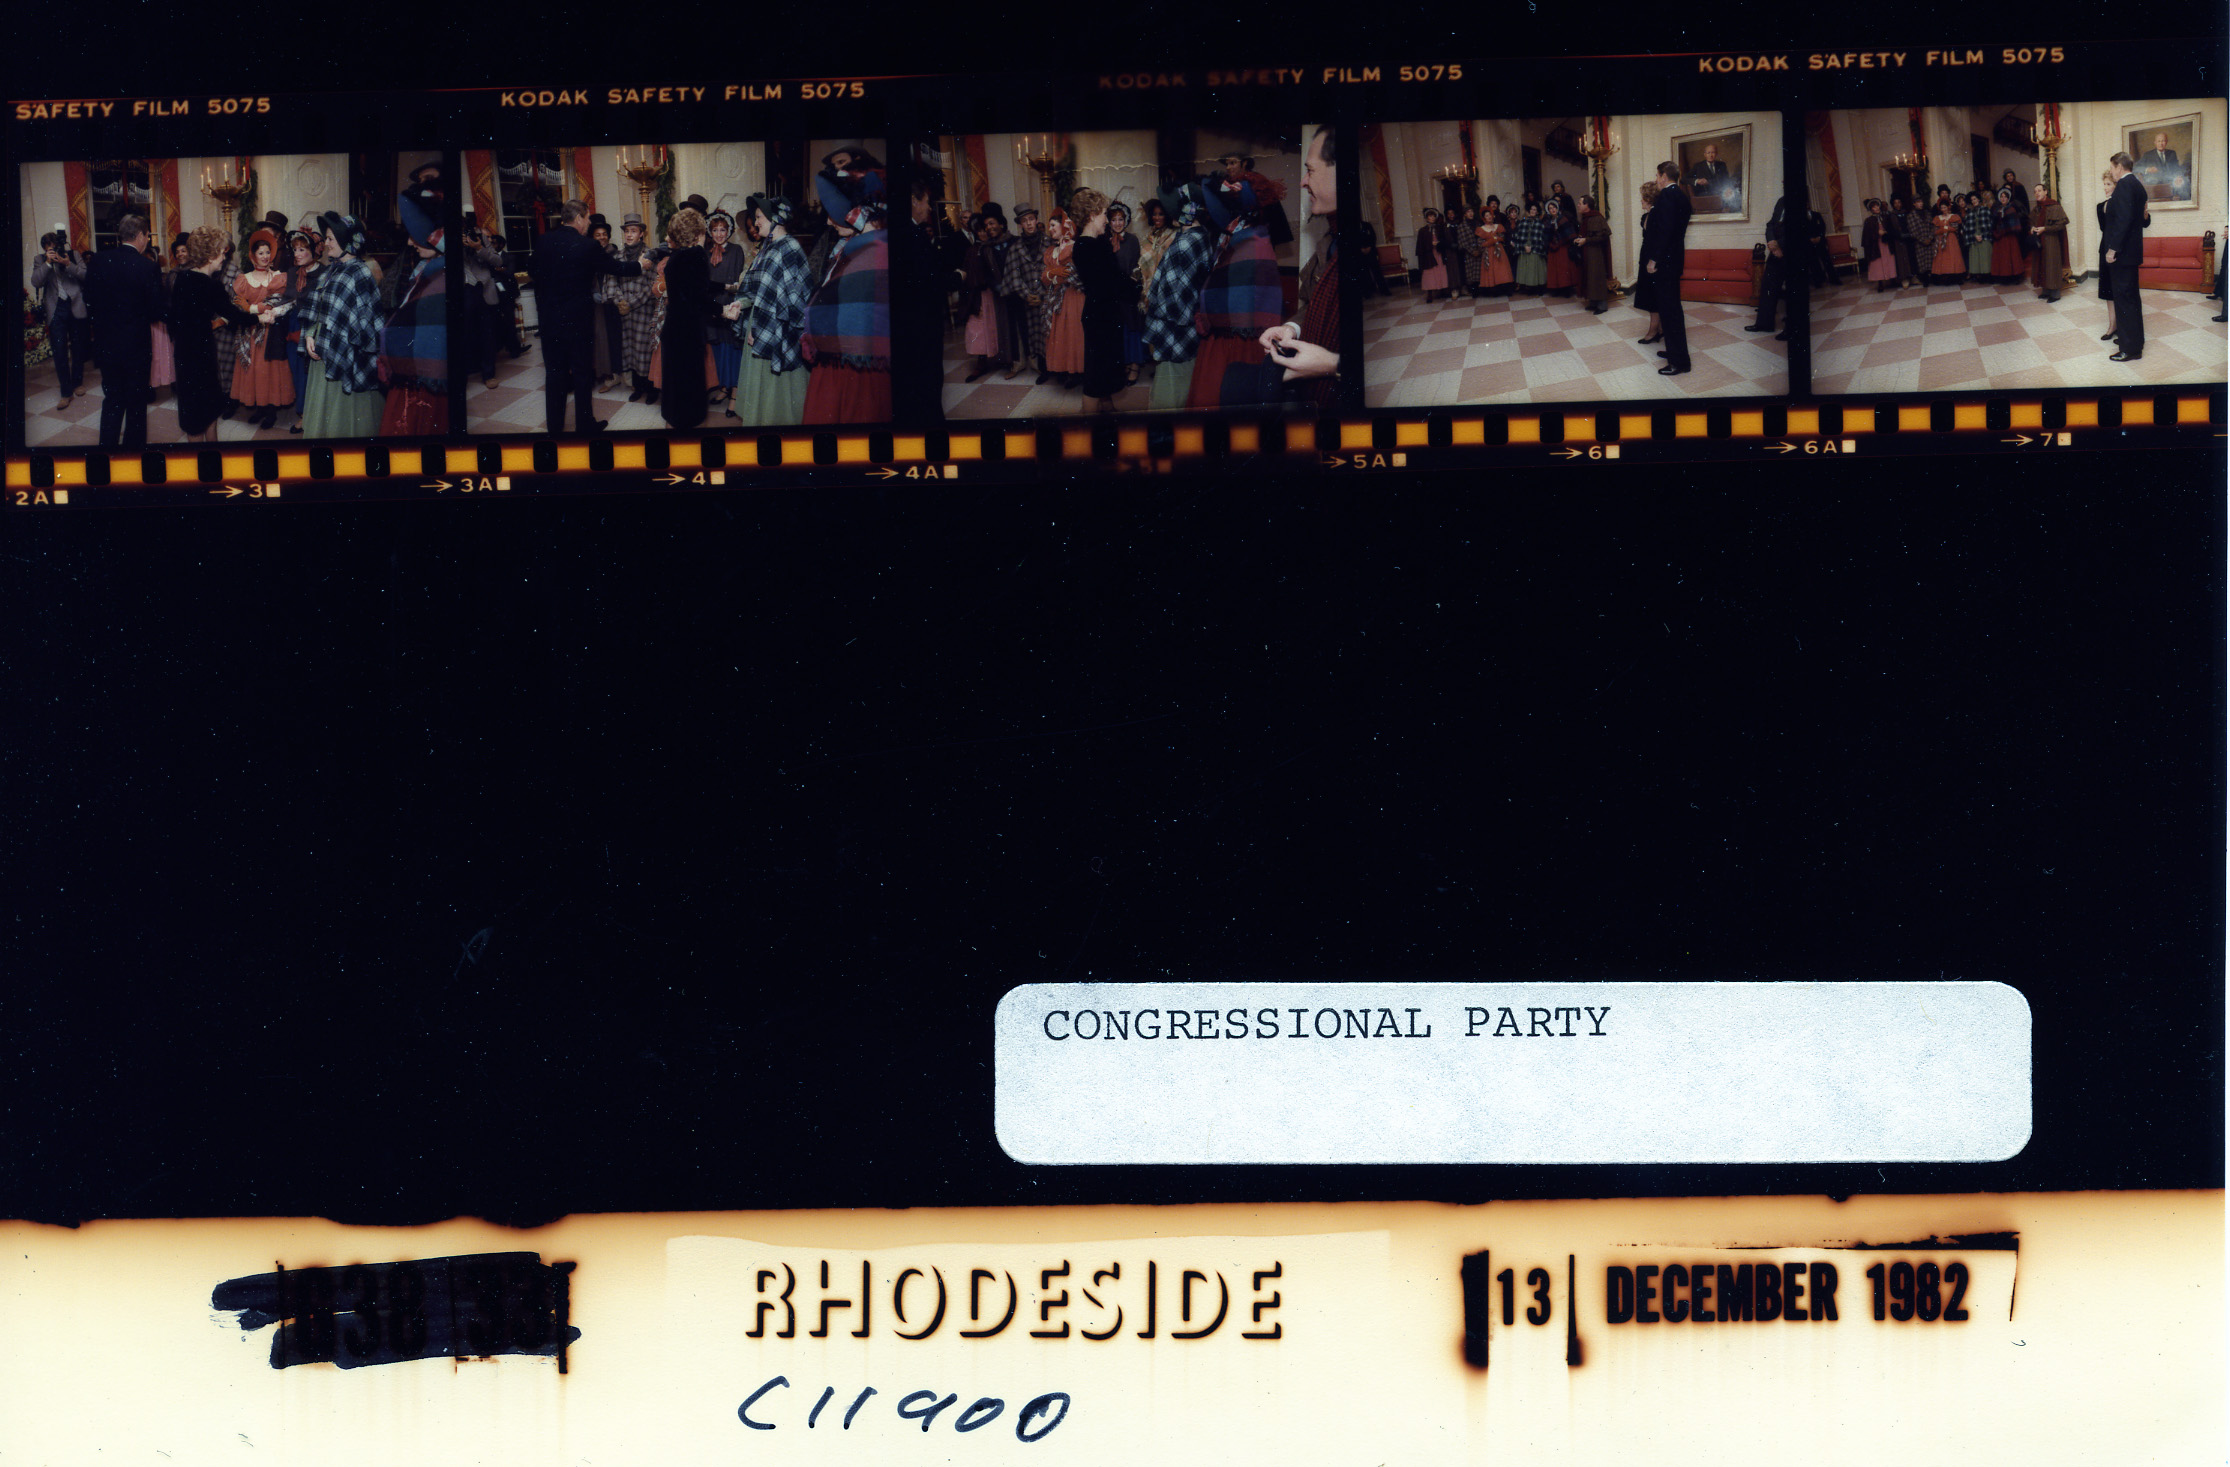 SAFETY FILM 5075
KODAK SAFETY FILM 5075
KODAK SAFETY FILM 5075
KODAK SAFETY FILM 5075
2A
→3
→3A
→4
→4A
→5
→5A
→6
→6A
→7
CONGRESSIONAL PARTY
RHODESIDE
13 DECEMBER 1982
C11900